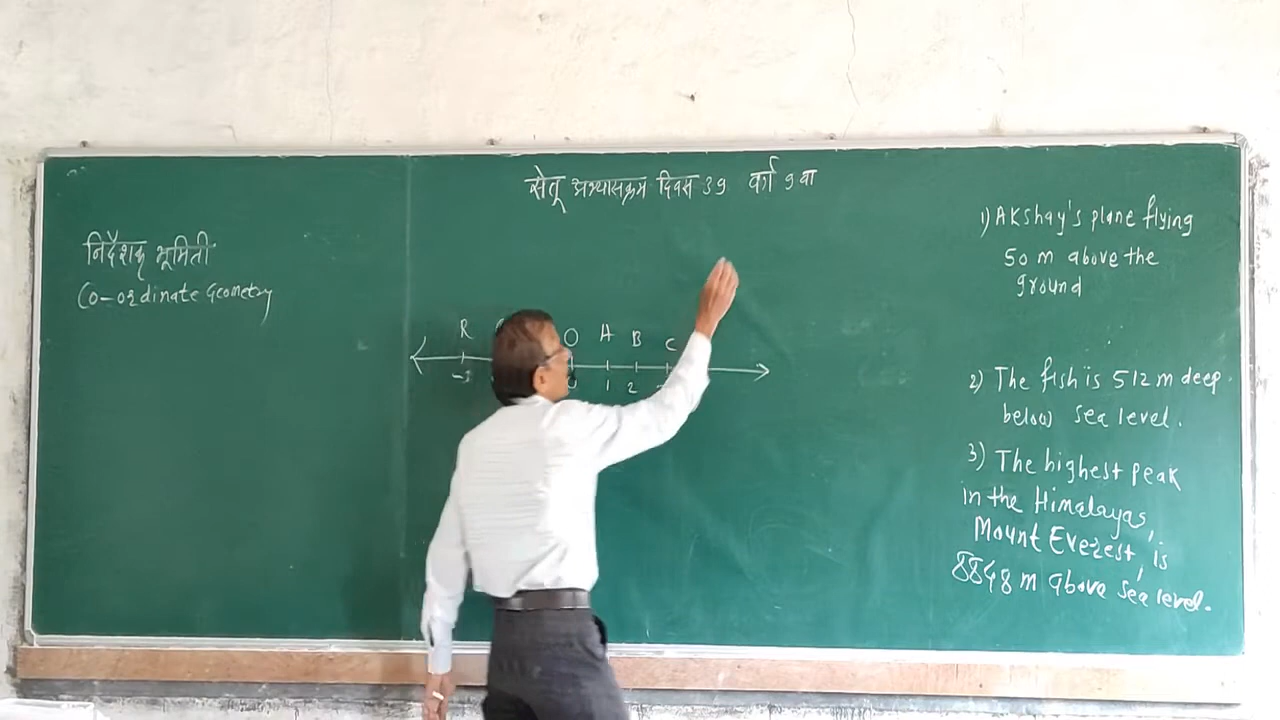 सेतू अभ्यासक्रम दिवस 39 वर्ग 9 वा
निर्देशक भूमिती
Co-ordinate Geometry
R O A B C
-3 0 1 2
1) Akshay's plane flying
50 m above the
ground
2) The fish is 512 m deep
below sea level.
3) The highest peak
in the Himalayas,
Mount Everest, is
8848 m above sea level.